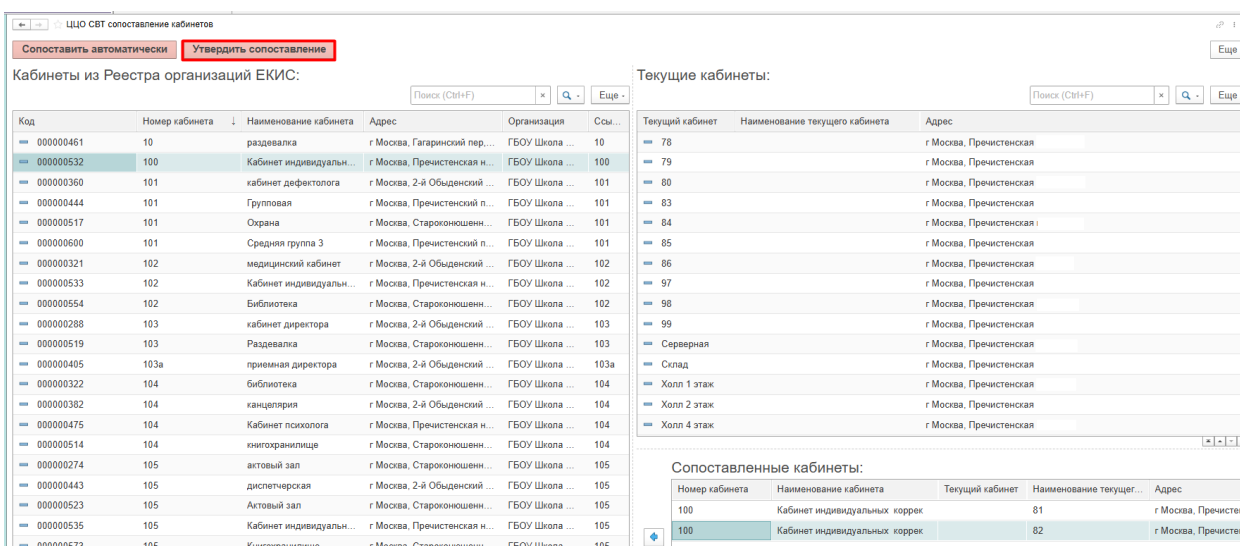 ЦЦО СВТ сопоставление кабинетов
Сопоставить автоматически Утвердить сопоставление Еще
Кабинеты из Реестра организаций ЕКИС:
Поиск (Ctrl+F) × Еще
Код Номер кабинета ↓ Наименование кабинета Адрес Организация Ссы...
000000461 10 раздевалка г Москва, Гагаринский пер,... ГБОУ Школа ... 10
000000532 100 Кабинет индивидуальн... г Москва, Пречистенская н... ГБОУ Школа ... 100
000000360 101 кабинет дефектолога г Москва, 2-й Обыденский ... ГБОУ Школа ... 101
000000444 101 Групповая г Москва, Пречистенский п... ГБОУ Школа ... 101
000000517 101 Охрана г Москва, Староконюшенн... ГБОУ Школа ... 101
000000600 101 Средняя группа 3 г Москва, Пречистенский п... ГБОУ Школа ... 101
000000321 102 медицинский кабинет г Москва, 2-й Обыденский ... ГБОУ Школа ... 102
000000533 102 Кабинет индивидуальн... г Москва, Пречистенская н... ГБОУ Школа ... 102
000000554 102 Библиотека г Москва, Староконюшенн... ГБОУ Школа ... 102
000000288 103 кабинет директора г Москва, 2-й Обыденский ... ГБОУ Школа ... 103
000000519 103 Раздевалка г Москва, Староконюшенн... ГБОУ Школа ... 103
000000405 103а приемная директора г Москва, 2-й Обыденский ... ГБОУ Школа ... 103а
000000322 104 библиотека г Москва, Староконюшенн... ГБОУ Школа ... 104
000000382 104 канцелярия г Москва, 2-й Обыденский ... ГБОУ Школа ... 104
000000475 104 Кабинет психолога г Москва, Пречистенская н... ГБОУ Школа ... 104
000000514 104 книгохранилище г Москва, Староконюшенн... ГБОУ Школа ... 104
000000274 105 актовый зал г Москва, Староконюшенн... ГБОУ Школа ... 105
000000443 105 диспетчерская г Москва, 2-й Обыденский ... ГБОУ Школа ... 105
000000523 105 Актовый зал г Москва, Староконюшенн... ГБОУ Школа ... 105
000000535 105 Кабинет индивидуальн... г Москва, Пречистенская н... ГБОУ Школа ... 105
Текущие кабинеты:
Поиск (Ctrl+F) × Еще
Текущий кабинет Наименование текущего кабинета Адрес
78 г Москва, Пречистенская
79 г Москва, Пречистенская
80 г Москва, Пречистенская
83 г Москва, Пречистенская
84 г Москва, Пречистенская
85 г Москва, Пречистенская
86 г Москва, Пречистенская
97 г Москва, Пречистенская
98 г Москва, Пречистенская
99 г Москва, Пречистенская
Серверная г Москва, Пречистенская
Склад г Москва, Пречистенская
Холл 1 этаж г Москва, Пречистенская
Холл 2 этаж г Москва, Пречистенская
Холл 4 этаж г Москва, Пречистенская
Сопоставленные кабинеты:
Номер кабинета Наименование кабинета Текущий кабинет Наименование текущег... Адрес
100 Кабинет индивидуальных коррек 81 г Москва, Пречистен
100 Кабинет индивидуальных коррек 82 г Москва, Пречистен